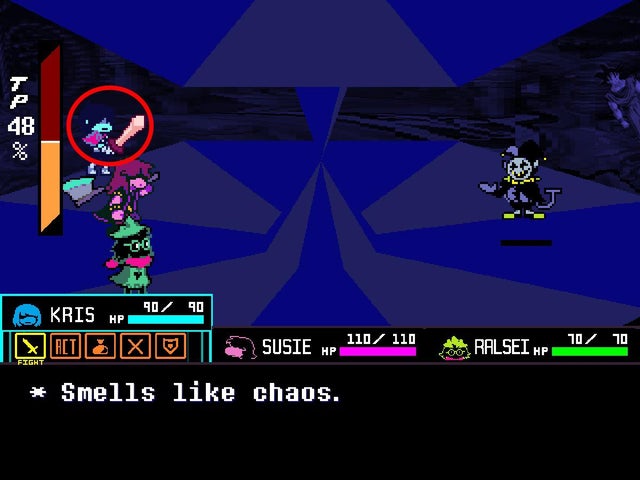 TP
48
%
KRIS HP 90/ 90
FIGHT
ACT
SUSIE HP 110/ 110
RALSEI HP 70/ 70
* Smells like chaos.